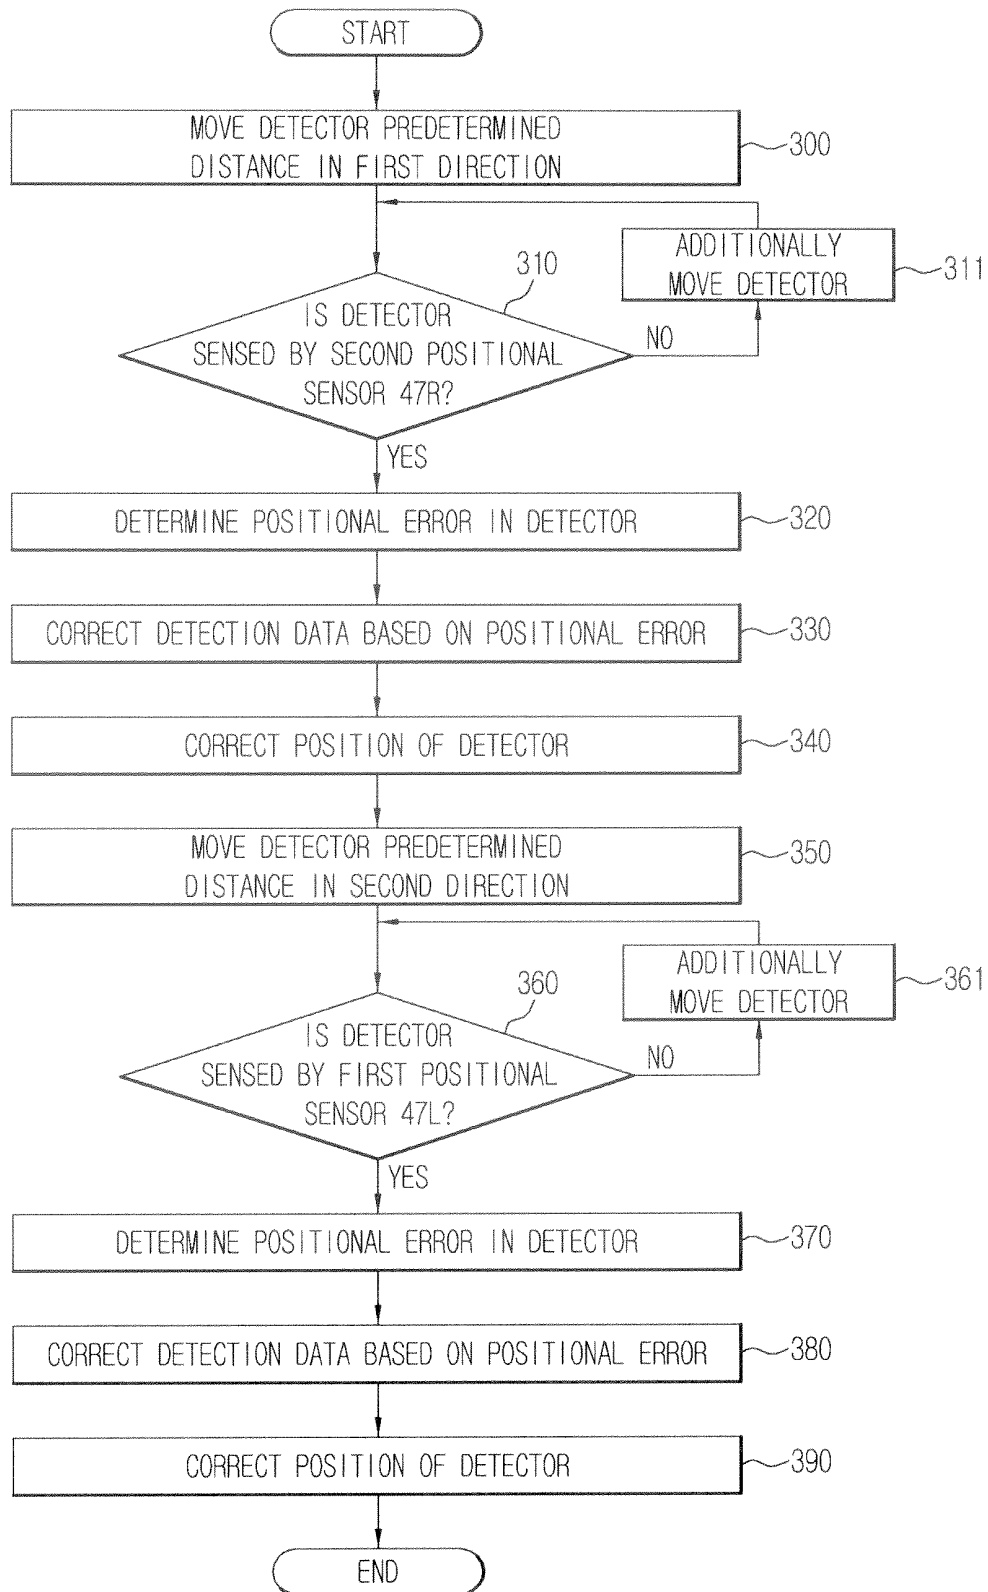 START
MOVE DETECTOR PREDETERMINED
DISTANCE IN FIRST DIRECTION
300
ADDITIONALLY
MOVE DETECTOR
311
310
IS DETECTOR
SENSED BY SECOND POSITIONAL
SENSOR 47R?
NO
YES
DETERMINE POSITIONAL ERROR IN DETECTOR
320
CORRECT DETECTION DATA BASED ON POSITIONAL ERROR
330
CORRECT POSITION OF DETECTOR
340
MOVE DETECTOR PREDETERMINED
DISTANCE IN SECOND DIRECTION
350
ADDITIONALLY
MOVE DETECTOR
361
360
IS DETECTOR
SENSED BY FIRST POSITIONAL
SENSOR 47L?
NO
YES
DETERMINE POSITIONAL ERROR IN DETECTOR
370
CORRECT DETECTION DATA BASED ON POSITIONAL ERROR
380
CORRECT POSITION OF DETECTOR
390
END